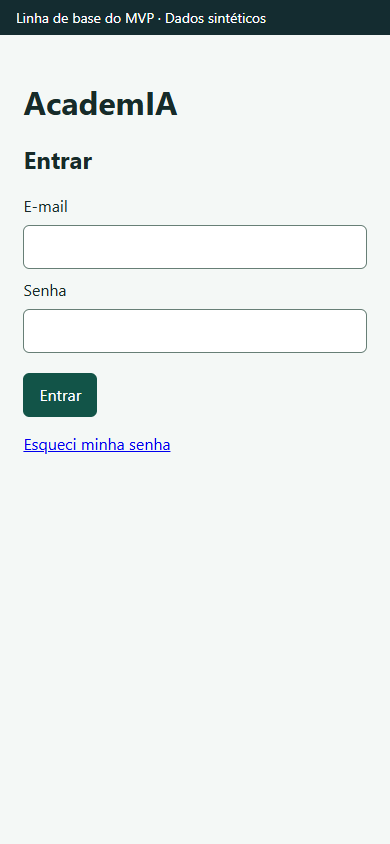 Linha de base do MVP · Dados sintéticos
AcademIA
Entrar
E-mail
Senha
Entrar
Esqueci minha senha